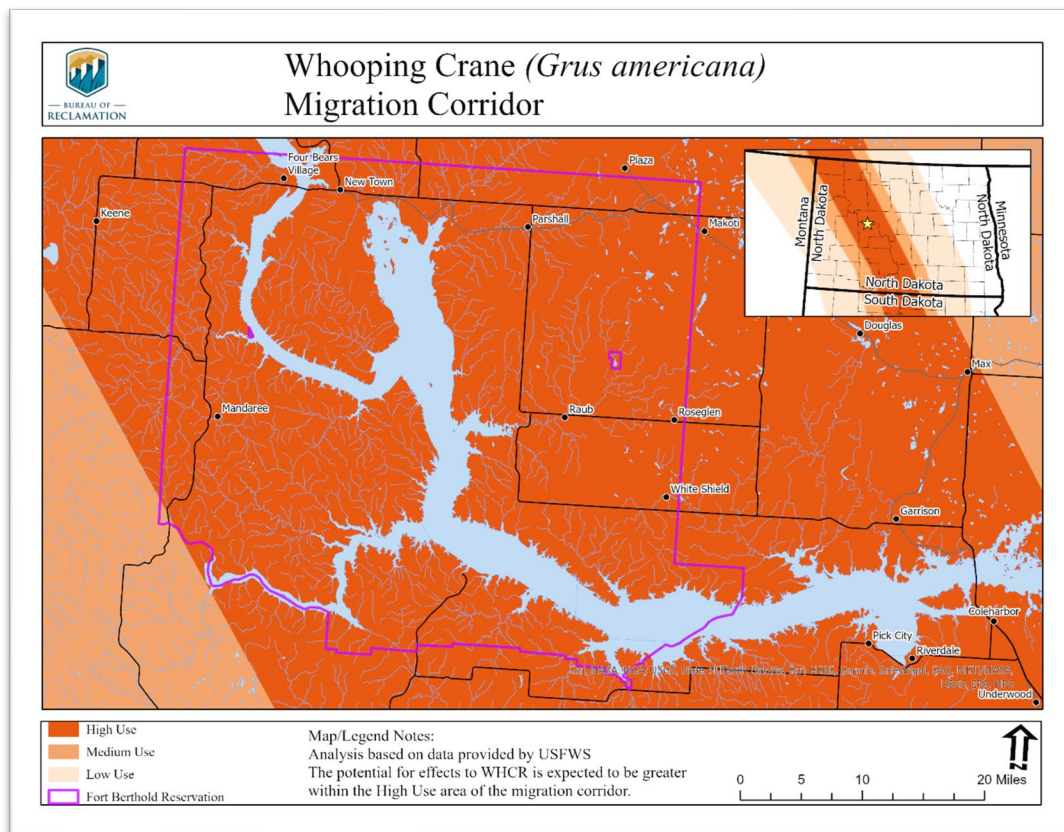 BUREAU OF
RECLAMATION
Whooping Crane (Grus americana)
Migration Corridor
Four Bears
Village
New Town
Plaza
Keene
Parshall
Makoti
Montana
North Dakota
Minnesota
North Dakota
North Dakota
South Dakota
Douglas
Max
Mandaree
Raub
Roseglen
White Shield
Garrison
Coleharbor
Pick City
Riverdale
Underwood
High Use
Medium Use
Low Use
Fort Berthold Reservation
Map/Legend Notes:
Analysis based on data provided by USFWS
The potential for effects to WHCR is expected to be greater
within the High Use area of the migration corridor.
0 5 10 20 Miles
N